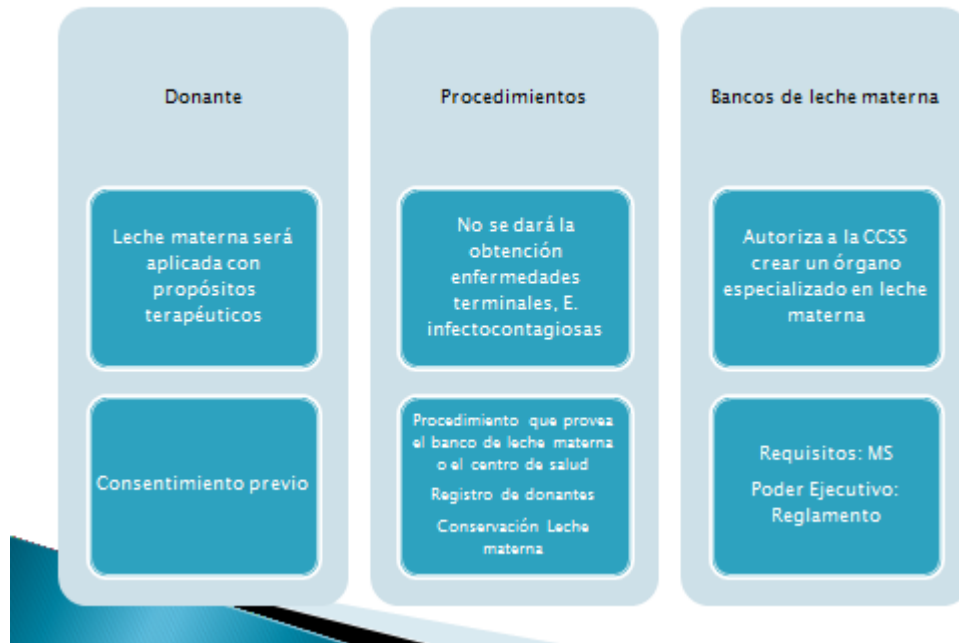 Donante
Leche materna será
aplicada con
propósitos
terapéuticos
Consentimiento previo
Procedimientos
No se dará la
obtención
enfermedades
terminales, E.
infectocontagiosas
Procedimiento que provea
el banco de leche materna
o el centro de salud
Registro de donantes
Conservación Leche
materna
Bancos de leche materna
Autoriza a la CCSS
crear un órgano
especializado en leche
materna
Requisitos: MS
Poder Ejecutivo:
Reglamento